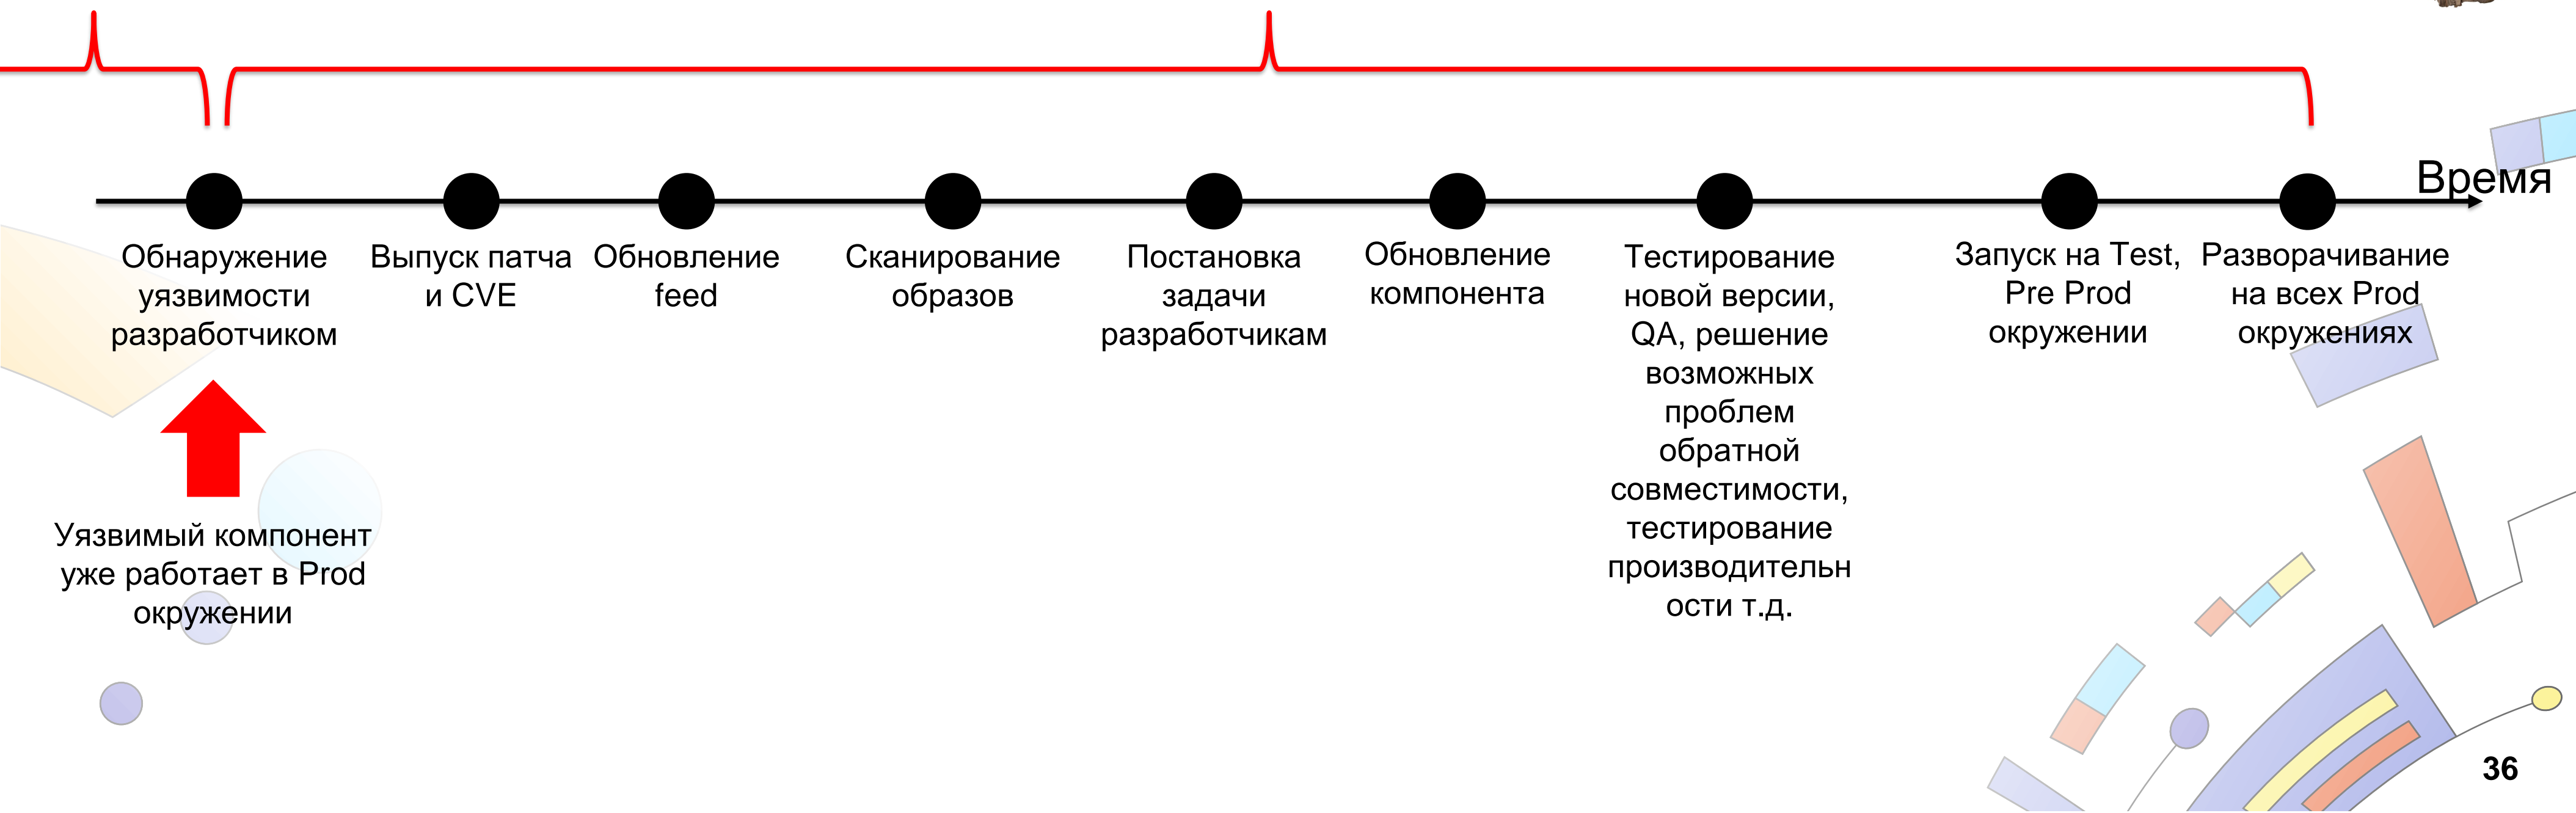 Время
Обнаружение
уязвимости
разработчиком
Выпуск патча
и CVE
Обновление
feed
Сканирование
образов
Постановка
задачи
разработчикам
Обновление
компонента
Тестирование
новой версии,
QA, решение
возможных
проблем
обратной
совместимости,
тестирование
производительн
ости т.д.
Запуск на Test,
Pre Prod
окружении
Разворачивание
на всех Prod
окружениях
Уязвимый компонент
уже работает в Prod
окружении
36